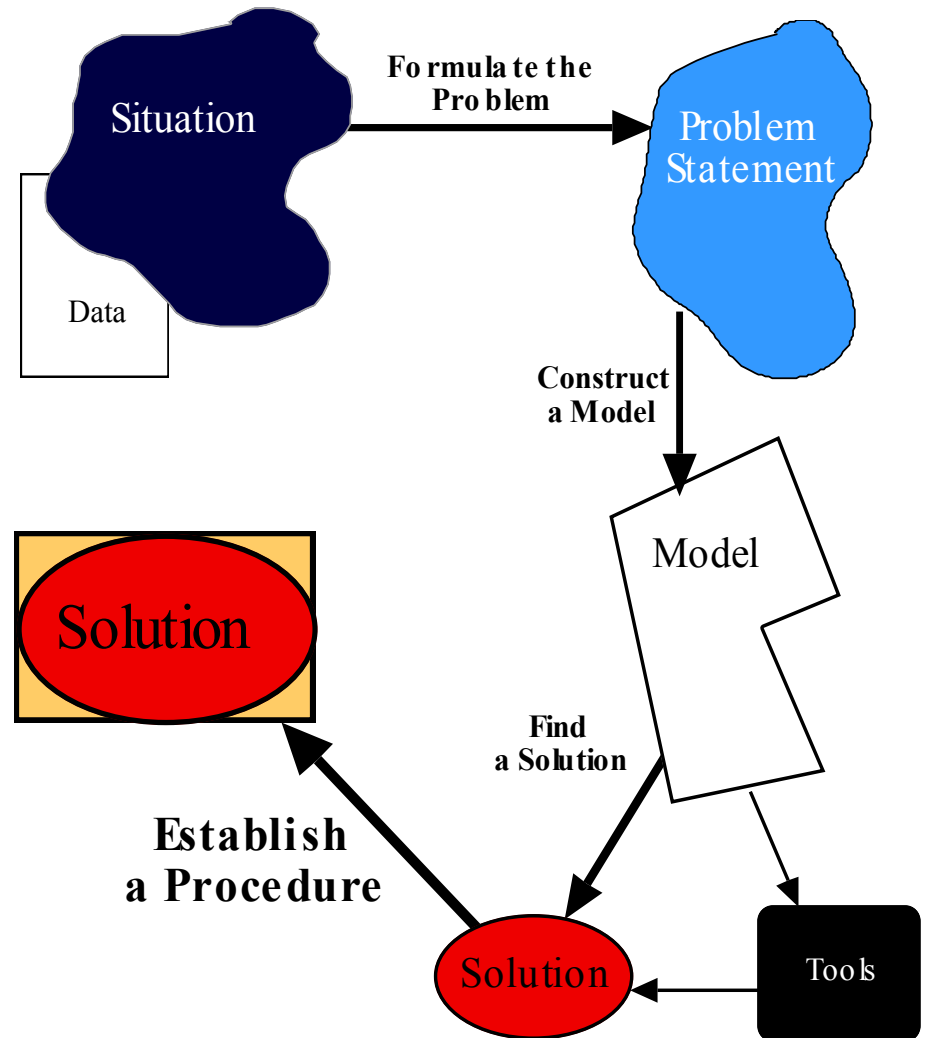 Formulate the
Problem
Situation
Problem
Statement
Data
Construct
a Model
Model
Solution
Find
a Solution
Establish
a Procedure
Solution
Tools